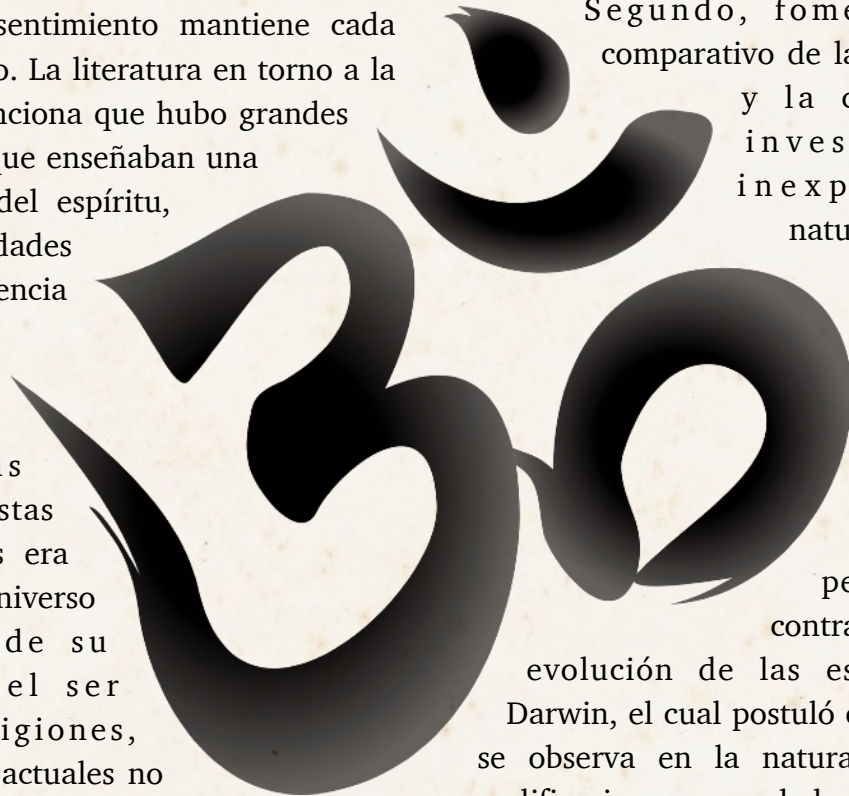 sentimiento mantiene cada
o. La literatura en torno a la
nciona que hubo grandes
ue enseñaban una
del espíritu,
dades
encia
stas
s era
niverso
de su
el ser
igiones,
actuales no
Segundo, fome
comparativo de la
y la
inves
inexp
natu
pe
contra
evolución de las es
Darwin, el cual postuló
se observa en la natura